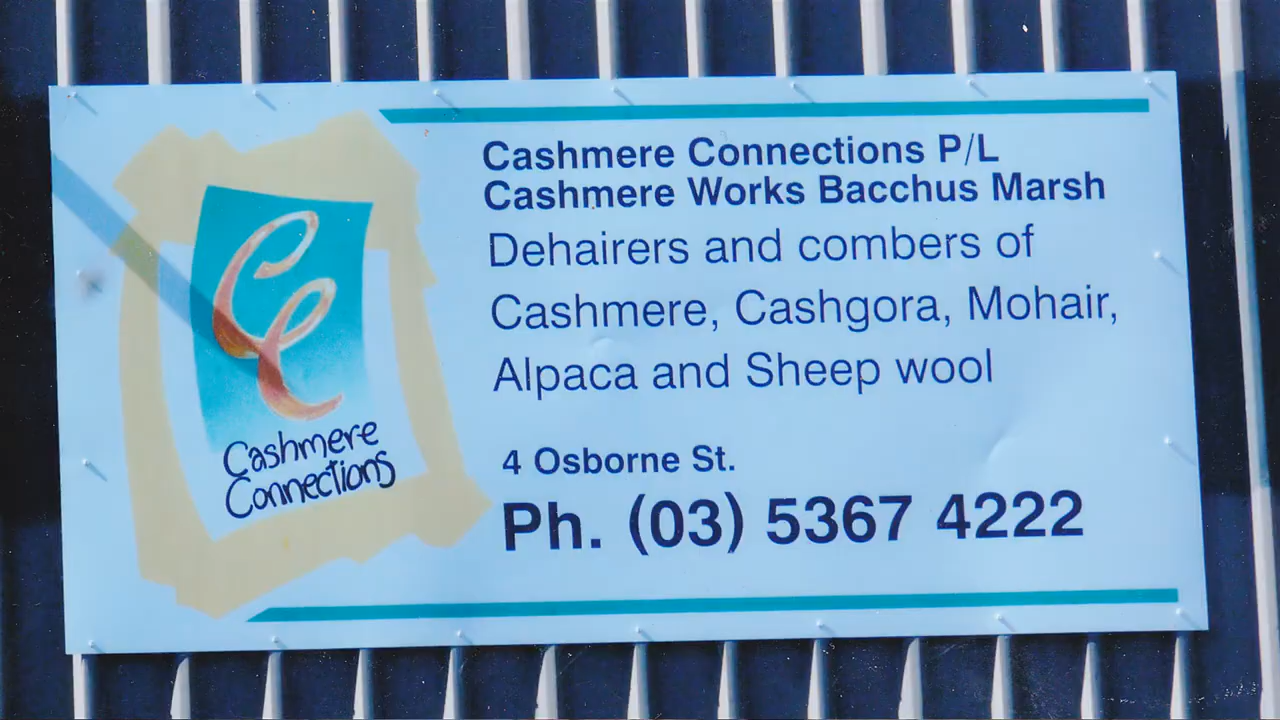 Cashmere Connections P/L
Cashmere Works Bacchus Marsh
Dehairers and combers of
Cashmere, Cashgora, Mohair,
Alpaca and Sheep wool
4 Osborne St.
Ph. (03) 5367 4222
CC
Cashmere
Connections